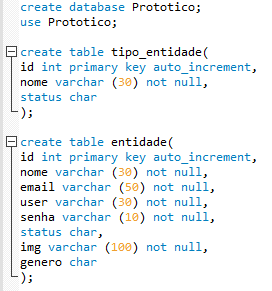 create database Prototico;
use Prototico;
create table tipo_entidade(
id int primary key auto_increment,
nome varchar (30) not null,
status char
);
create table entidade(
id int primary key auto_increment,
nome varchar (30) not null,
email varchar (50) not null,
user varchar (30) not null,
senha varchar (10) not null,
status char,
img varchar (100) not null,
genero char
);